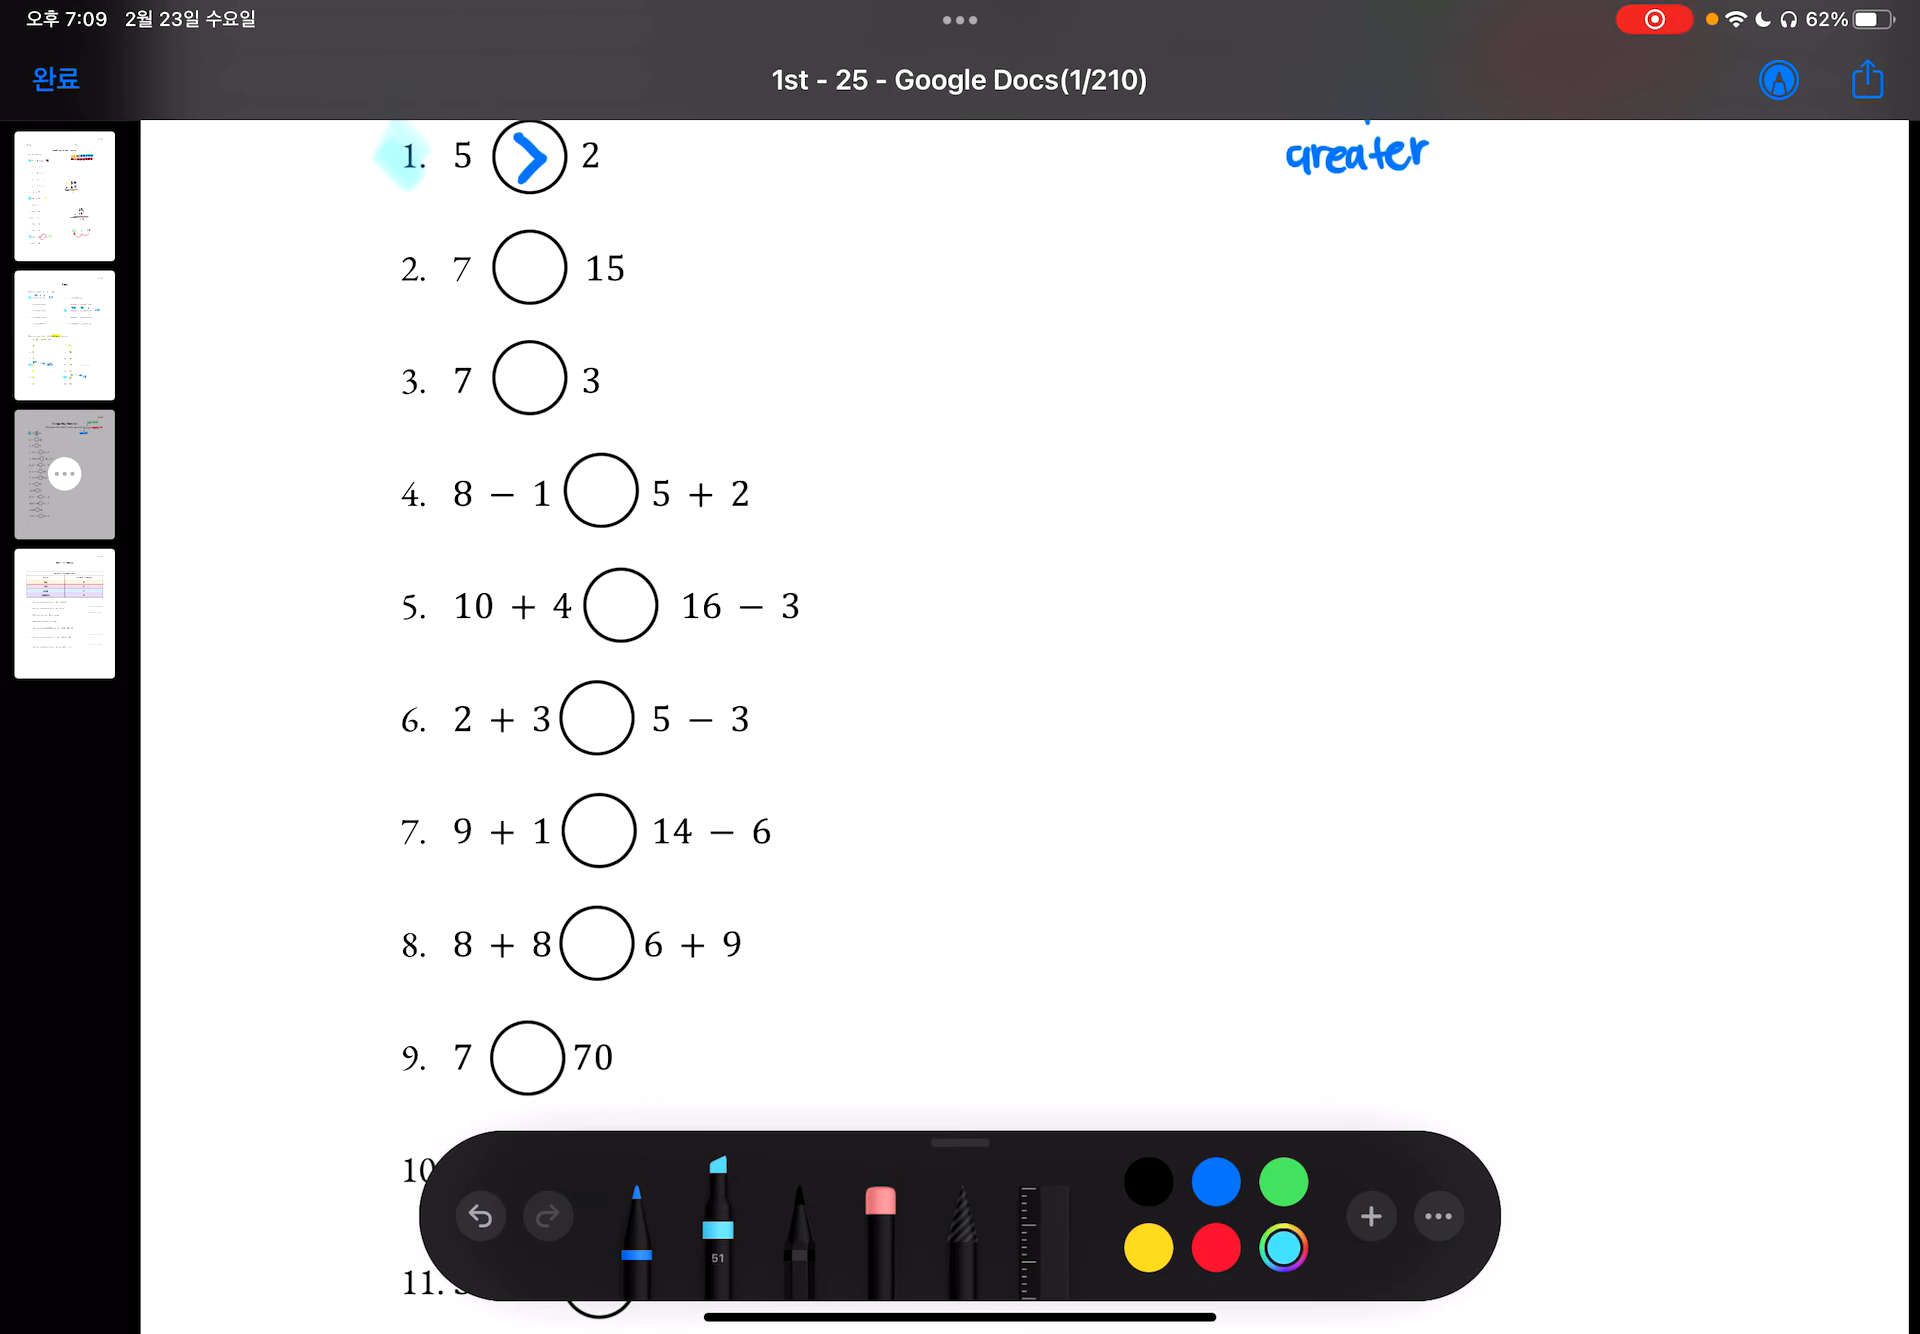 오후 7:09 2월 23일 수요일
62%
완료
1st - 25 - Google Docs(1/210)
greater
1. 5 > 2
2. 7 15
3. 7 3
4. 8 − 1 5 + 2
5. 10 + 4 16 − 3
6. 2 + 3 5 − 3
7. 9 + 1 14 − 6
8. 8 + 8 6 + 9
9. 7 70
10
51
11.